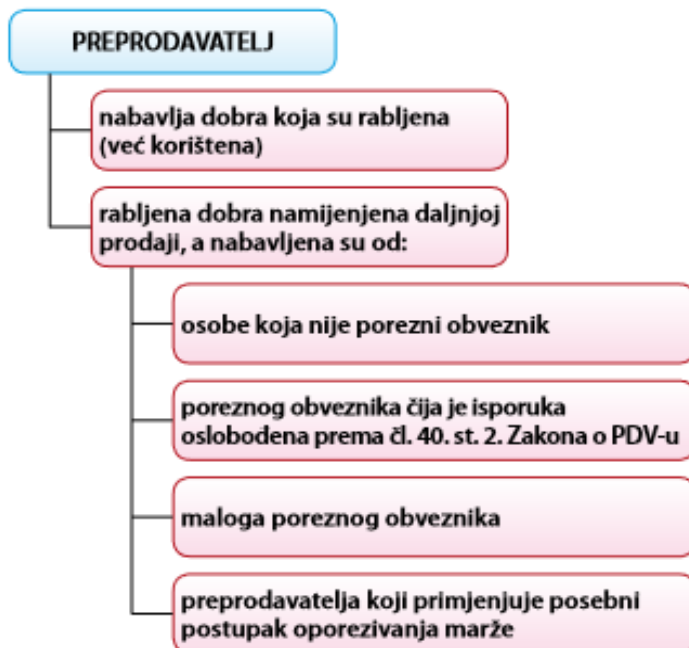 PREPRODAVATELJ
nabavlja dobra koja su rabljena
(već korištena)
rabljena dobra namijenjena daljnjoj
prodaji, a nabavljena su od:
osobe koja nije porezni obveznik
poreznog obveznika čija je isporuka
oslobođena prema čl. 40. st. 2. Zakona o PDV-u
maloga poreznog obveznika
preprodavatelja koji primjenjuje posebni
postupak oporezivanja marže